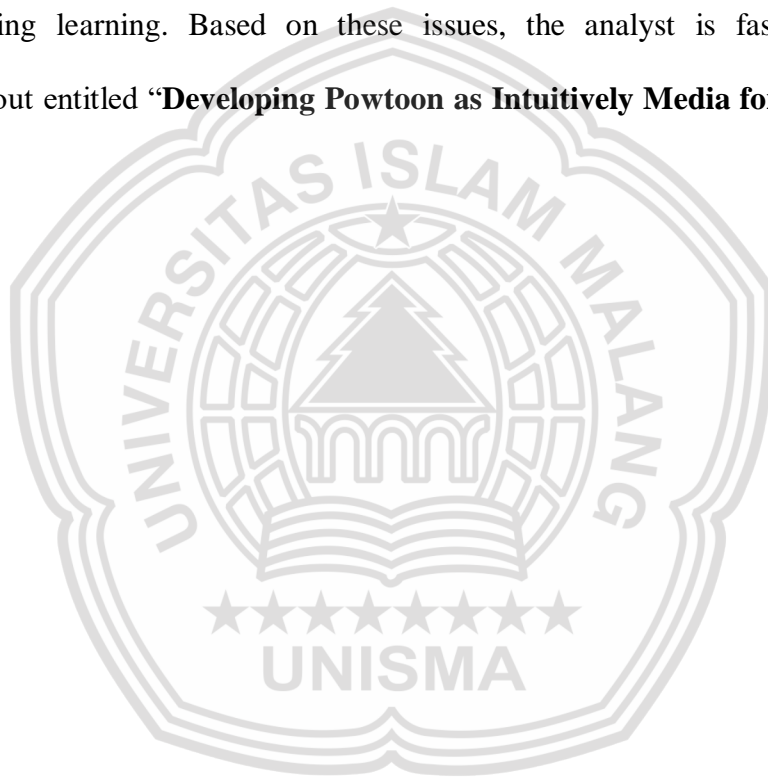 ing learning. Based on these issues, the analyst is fas
out entitled “Developing Powtoon as Intuitively Media for
UNIVERSITAS ISLAM MALANG
UNISMA